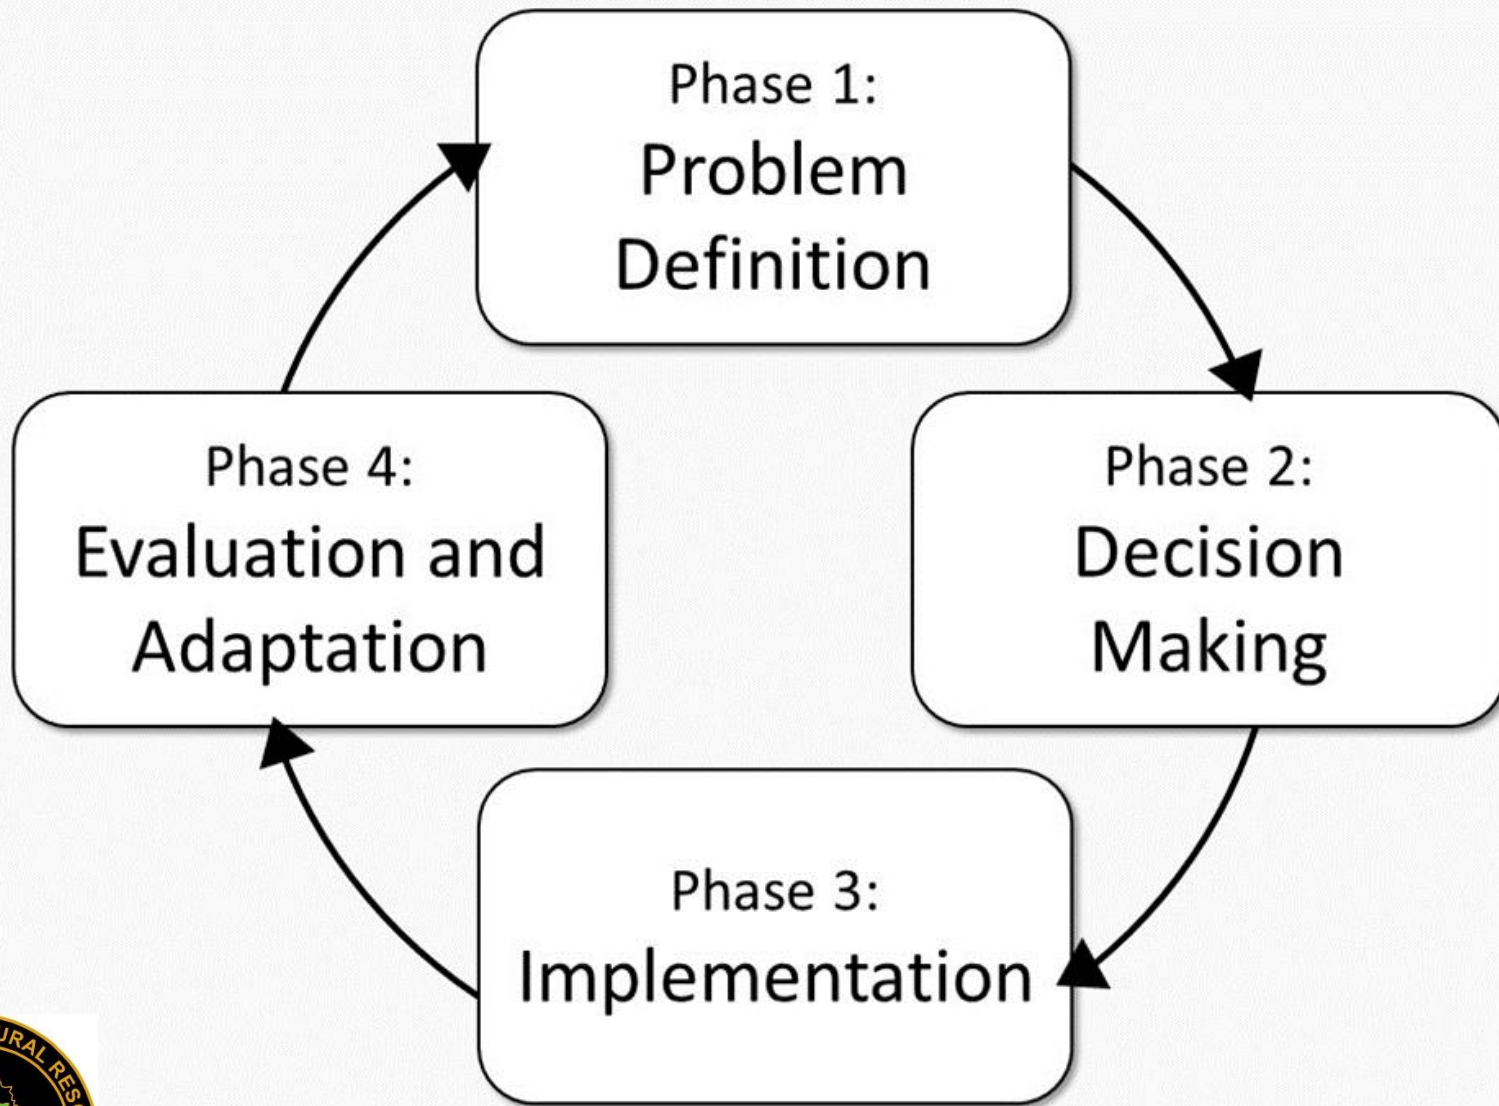 Phase 1:
Problem
Definition
Phase 2:
Decision
Making
Phase 3:
Implementation
Phase 4:
Evaluation and
Adaptation